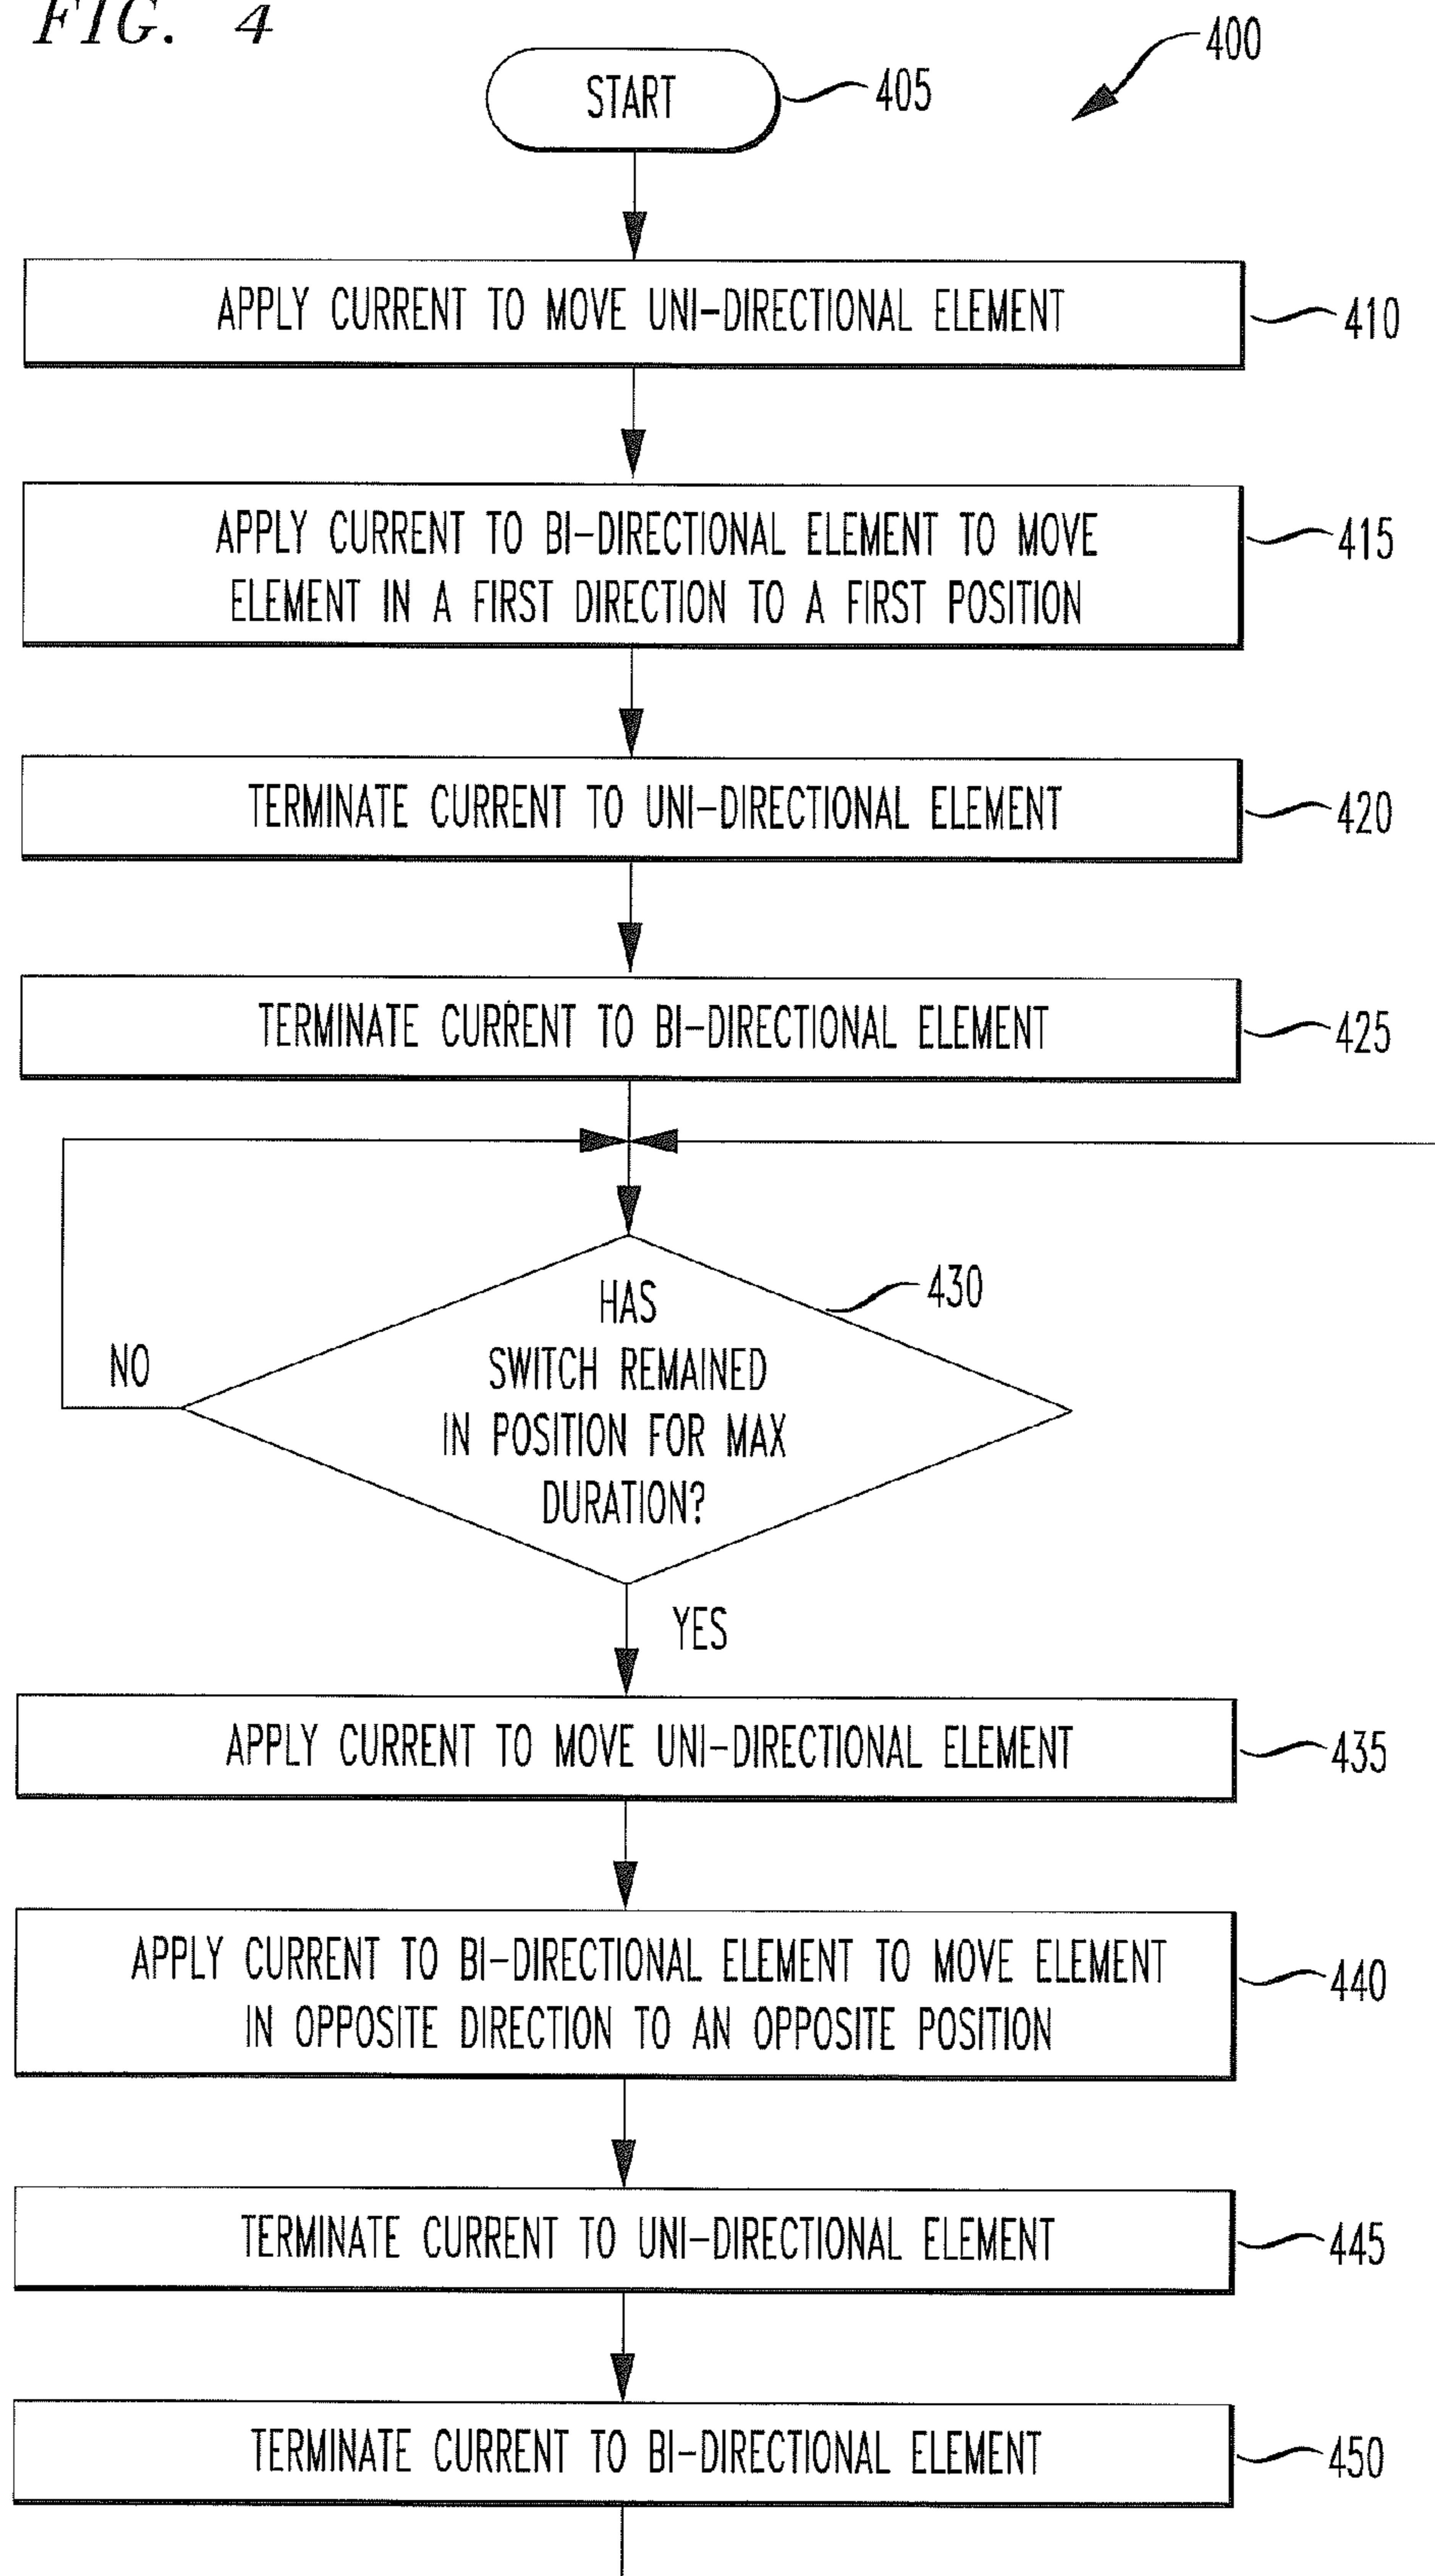 FIG. 4
400
START
405
APPLY CURRENT TO MOVE UNI-DIRECTIONAL ELEMENT
410
APPLY CURRENT TO BI-DIRECTIONAL ELEMENT TO MOVE
ELEMENT IN A FIRST DIRECTION TO A FIRST POSITION
415
TERMINATE CURRENT TO UNI-DIRECTIONAL ELEMENT
420
TERMINATE CURRENT TO BI-DIRECTIONAL ELEMENT
425
HAS
SWITCH REMAINED
IN POSITION FOR MAX
DURATION?
430
NO
YES
APPLY CURRENT TO MOVE UNI-DIRECTIONAL ELEMENT
435
APPLY CURRENT TO BI-DIRECTIONAL ELEMENT TO MOVE ELEMENT
IN OPPOSITE DIRECTION TO AN OPPOSITE POSITION
440
TERMINATE CURRENT TO UNI-DIRECTIONAL ELEMENT
445
TERMINATE CURRENT TO BI-DIRECTIONAL ELEMENT
450